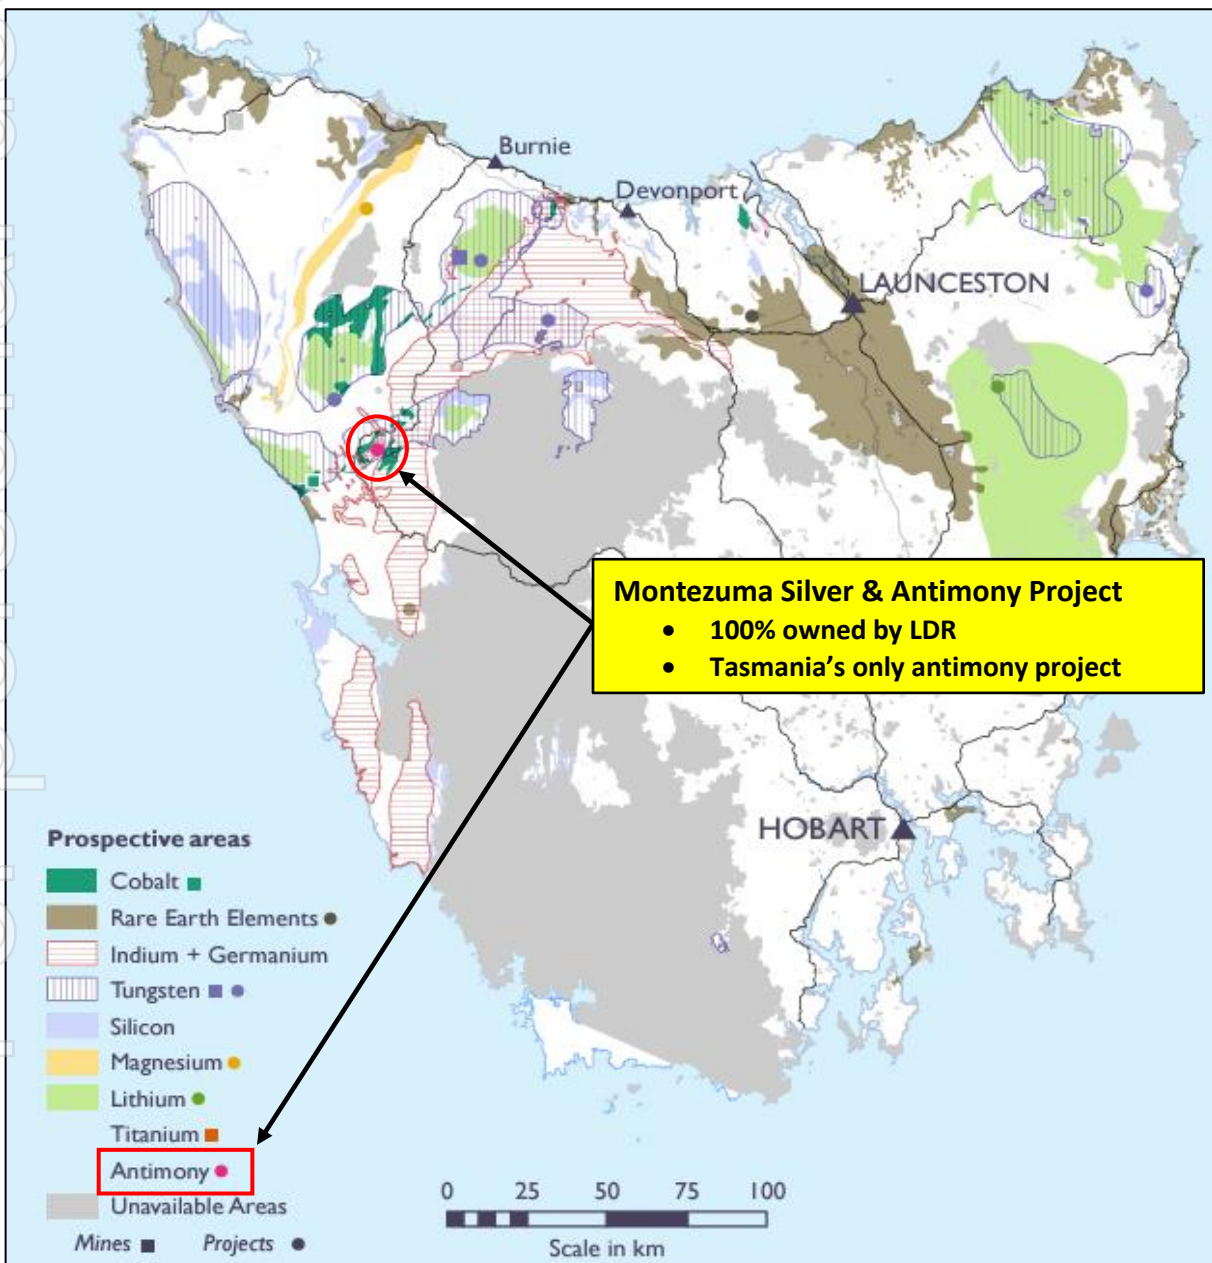 Burnie
Devonport
LAUNCESTON
Montezuma Silver & Antimony Project
• 100% owned by LDR
• Tasmania's only antimony project
HOBART
Prospective areas
Cobalt
Rare Earth Elements
Indium + Germanium
Tungsten
Silicon
Magnesium
Lithium
Titanium
Antimony
Unavailable Areas
Mines Projects
0 25 50 75 100
Scale in km